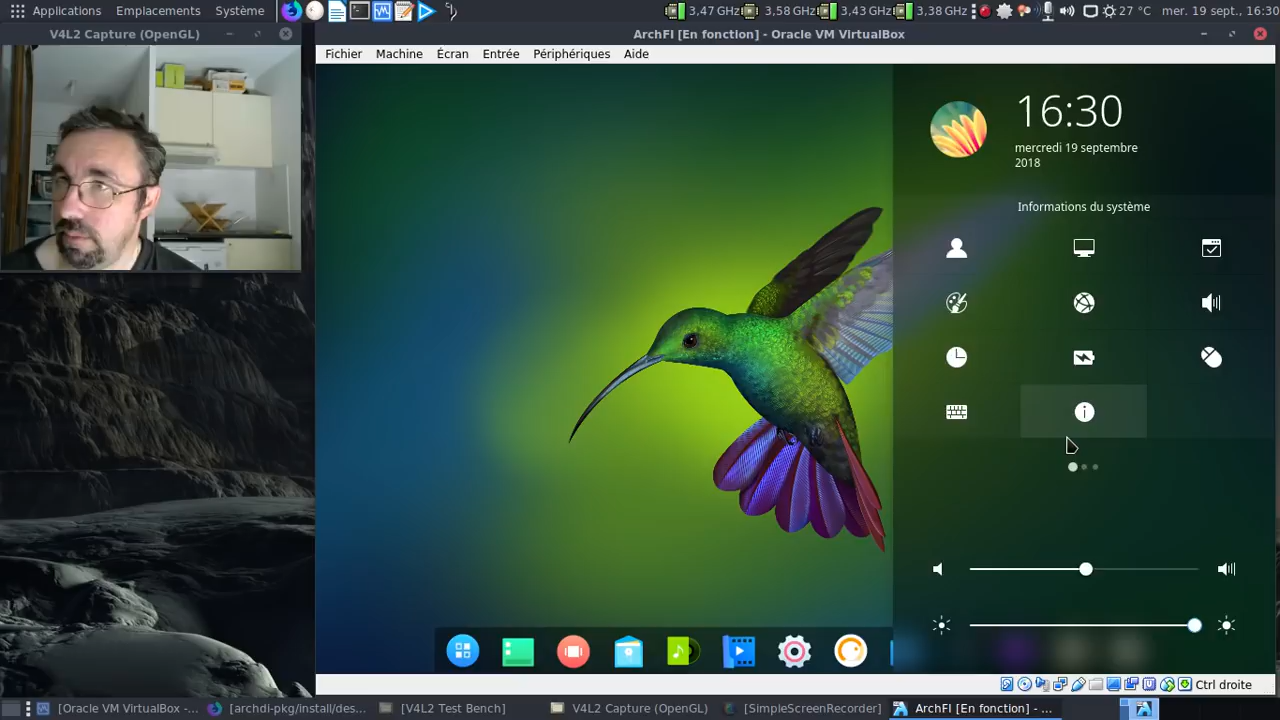 Applications Emplacements Système 3,47 GHz 3,58 GHz 3,43 GHz 3,38 GHz 27 °C mer. 19 sept., 16:30
V4L2 Capture (OpenGL)
ArchFI [En fonction] - Oracle VM VirtualBox
Fichier Machine Écran Entrée Périphériques Aide
16:30
mercredi 19 septembre
2018
Informations du système
Ctrl droite
[Oracle VM VirtualBox -... [archdi-pkg/install/des... [V4L2 Test Bench] V4L2 Capture (OpenGL) [SimpleScreenRecorder] ArchFI [En fonction] - ...